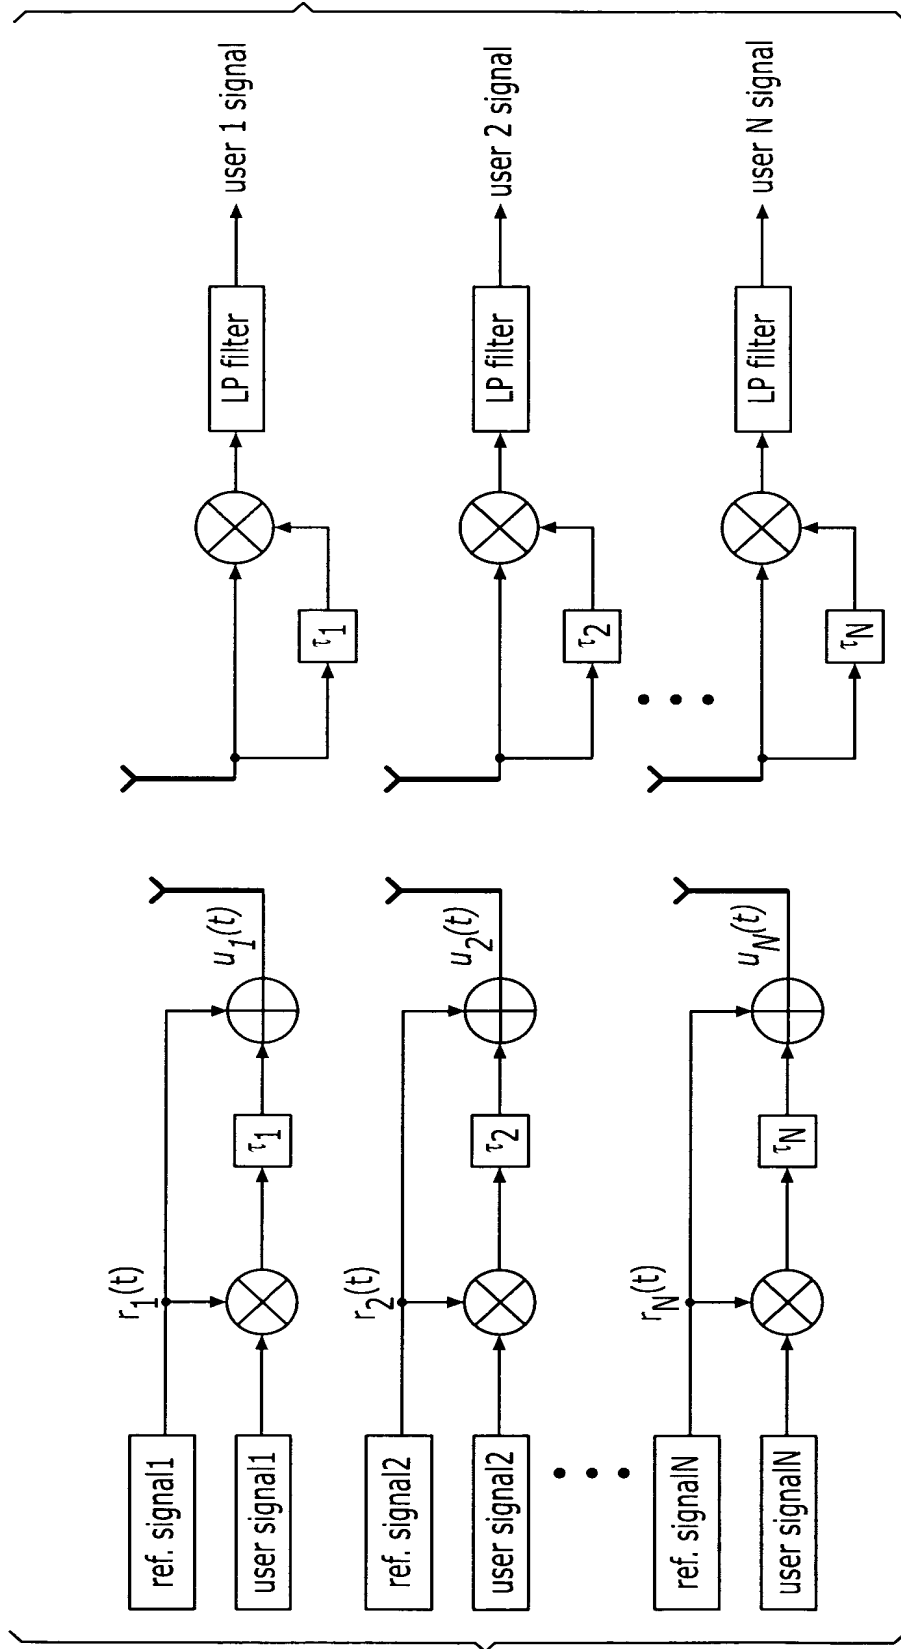 ref. signal1
r1(t)
user signal1
τ1
u1(t)
τ1
LP filter
user 1 signal
ref. signal2
r2(t)
user signal2
τ2
u2(t)
τ2
LP filter
user 2 signal
ref. signalN
rN(t)
user signalN
τN
uN(t)
τN
LP filter
user N signal